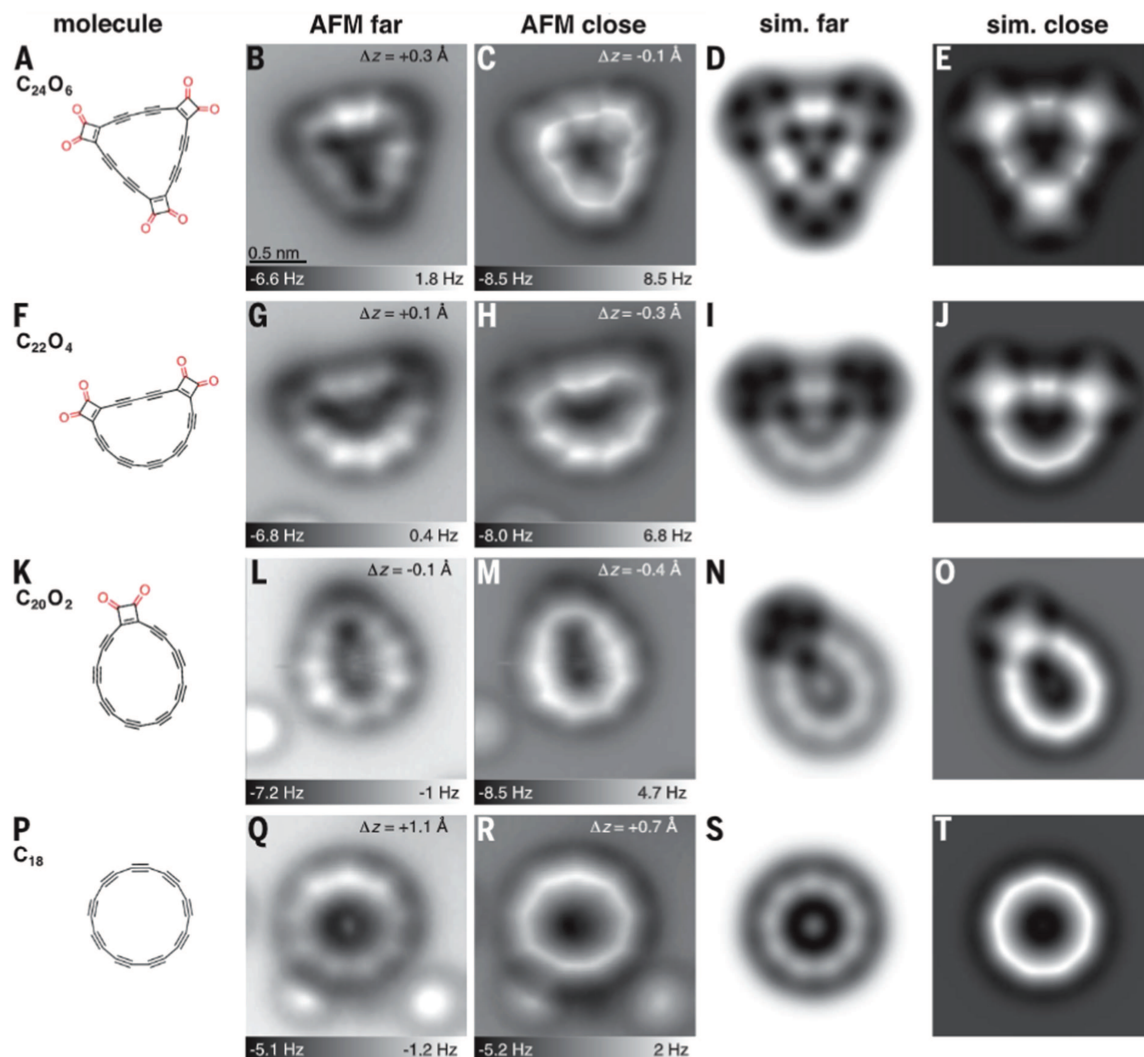 molecule AFM far AFM close sim. far sim. close
A B Δz = +0.3 Å C Δz = -0.1 Å D E
C24O6
O O O O O O
0.5 nm
-6.6 Hz 1.8 Hz -8.5 Hz 8.5 Hz
F G Δz = +0.1 Å H Δz = -0.3 Å I J
C22O4
O O O O
-6.8 Hz 0.4 Hz -8.0 Hz 6.8 Hz
K L Δz = -0.1 Å M Δz = -0.4 Å N O
C20O2
O O
-7.2 Hz -1 Hz -8.5 Hz 4.7 Hz
P Q Δz = +1.1 Å R Δz = +0.7 Å S T
C18
-5.1 Hz -1.2 Hz -5.2 Hz 2 Hz